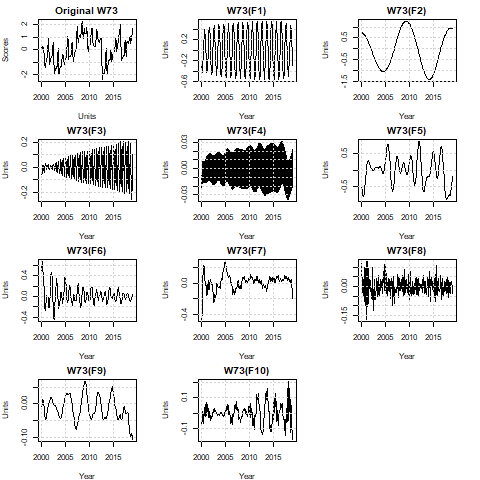 Original W73
W73(F1)
W73(F2)
Scores
-2 0 1 2
2000 2005 2010 2015
Units
Units
-0.6 -0.2 0.2
2000 2005 2010 2015
Year
Units
-1.5 -0.5 0.5
2000 2005 2010 2015
Year
W73(F3)
W73(F4)
W73(F5)
Units
-0.2 0.0 0.2
2000 2005 2010 2015
Year
Units
-0.03 0.00 0.03
2000 2005 2010 2015
Year
Units
-0.5 0.5
2000 2005 2010 2015
Year
W73(F6)
W73(F7)
W73(F8)
Units
-0.4 0.0 0.4
2000 2005 2010 2015
Year
Units
-0.4 0.0
2000 2005 2010 2015
Year
Units
-0.15 0.00
2000 2005 2010 2015
Year
W73(F9)
W73(F10)
Units
-0.10 0.00
2000 2005 2010 2015
Year
Units
-0.1 0.1
2000 2005 2010 2015
Year